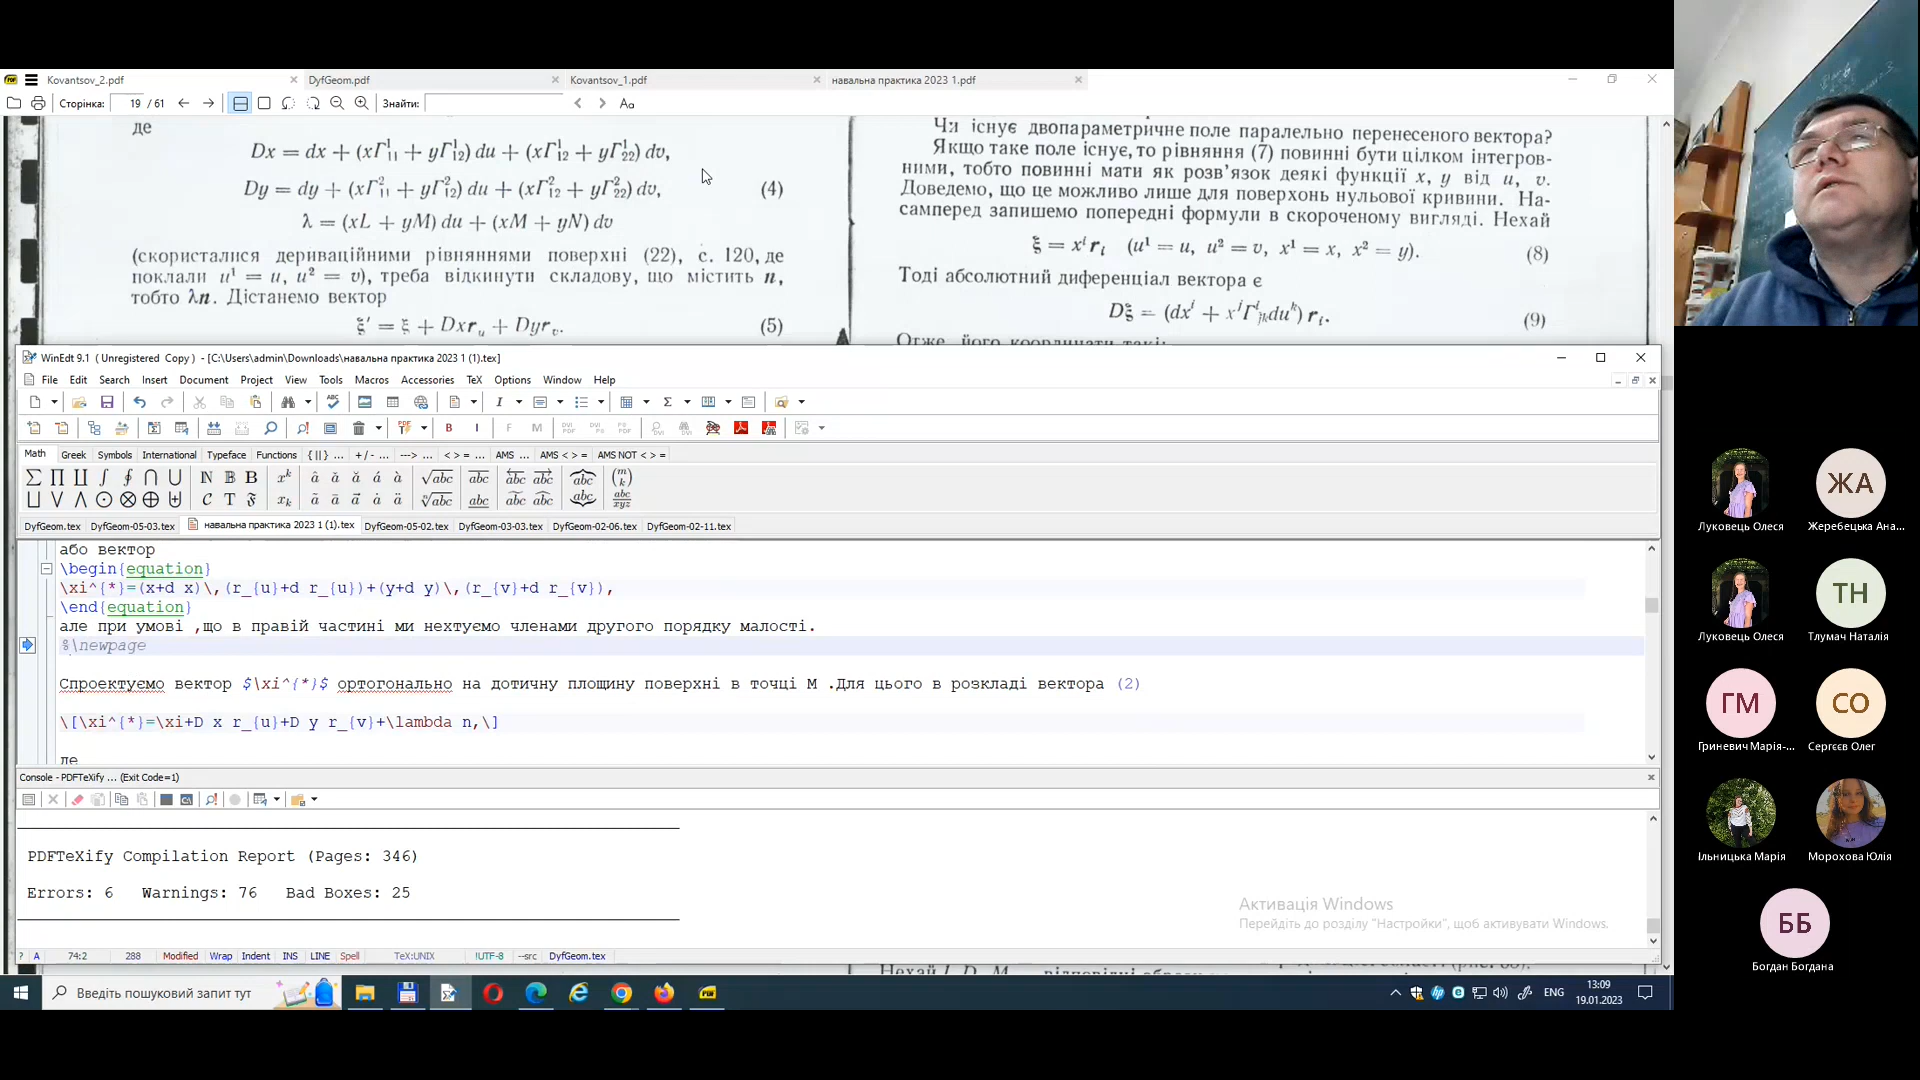 Kovantsov_2.pdf
DyfGeom.pdf
Kovantsov_1.pdf
навальна практика 2023 1.pdf
Сторінка: 19 / 61
Знайти:
Aa
де
Dx = dx + (xΓ¹₁₁ + yΓ¹₁₂) du + (xΓ¹₁₂ + yΓ¹₂₂) dv,
Dy = dy + (xΓ²₁₁ + yΓ²₁₂) du + (xΓ²₁₂ + yΓ²₂₂) dv, (4)
λ = (xL + yM) du + (xM + yN) dv
(скористалися дериваційними рівняннями поверхні (22), с. 120, де
поклали u¹ = u, u² = v), треба відкинути складову, що містить n,
тобто λn. Дістанемо вектор
ξ′ = ξ + Dxrᵤ + Dyrᵥ. (5)
Чи існує двопараметричне поле паралельно перенесеного вектора?
Якщо таке поле існує, то рівняння (7) повинні бути цілком інтегров-
ними, тобто повинні мати як розв'язок деякі функції x, y від u, v.
Доведемо, що це можливо лише для поверхонь нульової кривини. На-
самперед запишемо попередні формули в скороченому вигляді. Нехай
ξ = xⁱrᵢ (u¹ = u, u² = v, x¹ = x, x² = y). (8)
Тоді абсолютний диференціал вектора є
Dξ = (dxⁱ + xʲΓⁱⱼₖduᵏ) rᵢ. (9)
Отже, його координати такі:
WinEdt 9.1 ( Unregistered Copy ) - [C:\Users\admin\Downloads\навальна практика 2023 1 (1).tex]
File Edit Search Insert Document Project View Tools Macros Accessories TeX Options Window Help
Math Greek Symbols International Typeface Functions { || } ... + / - ... ---> ... < > = ... AMS ... AMS < > = AMS NOT < > =
DyfGeom.tex DyfGeom-05-03.tex навальна практика 2023 1 (1).tex DyfGeom-05-02.tex DyfGeom-03-03.tex DyfGeom-02-06.tex DyfGeom-02-11.tex
або вектор
\begin{equation}
\xi^{*}=(x+d x)\,(r_{u}+d r_{u})+(y+d y)\,(r_{v}+d r_{v}),
\end{equation}
але при умові ,що в правій частині ми нехтуємо членами другого порядку малості.
%\newpage
Спроектуємо вектор $\xi^{*}$ ортогонально на дотичну площину поверхні в точці М .Для цього в розкладі вектора (2)
\[\xi^{*}=\xi+D x r_{u}+D y r_{v}+\lambda n,\]
де
Console - PDFTeXify ... (Exit Code=1)
PDFTeXify Compilation Report (Pages: 346)
Errors: 6 Warnings: 76 Bad Boxes: 25
Активація Windows
Перейдіть до розділу "Настройки", щоб активувати Windows.
? A 74:2 288 Modified Wrap Indent INS LINE Spell TeX:UNIX !UTF-8 --src DyfGeom.tex
Введіть пошуковий запит тут
ENG
13:09
19.01.2023
Луковець Олеся
ЖА
Жеребецька Ана...
Луковець Олеся
ТН
Тлумач Наталія
ГМ
Гриневич Марія-...
СО
Сергєєв Олег
Ільницька Марія
Морохова Юлія
ББ
Богдан Богдана